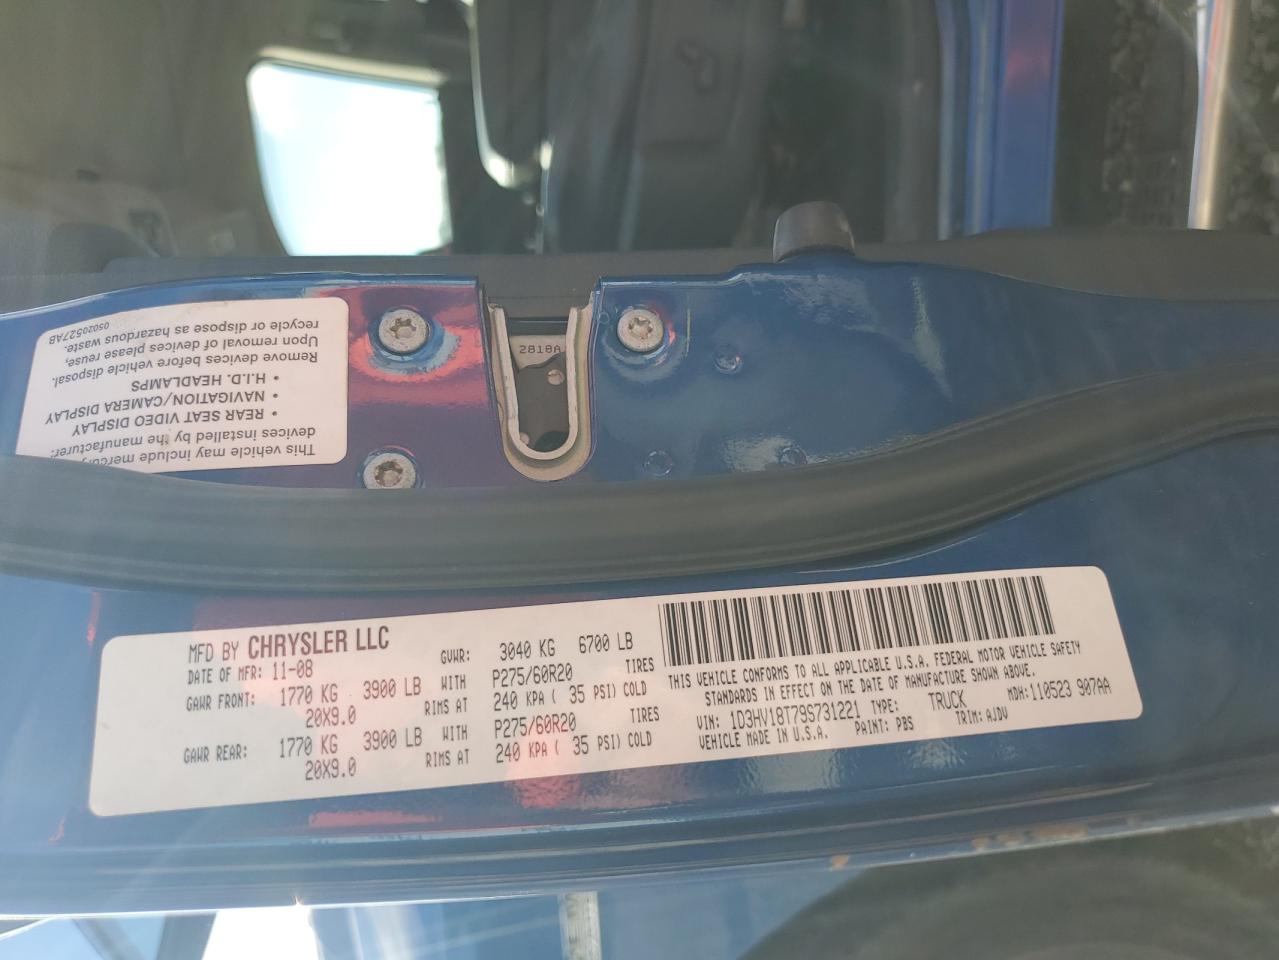 This vehicle may include mercury
devices installed by the manufacturer:
• REAR SEAT VIDEO DISPLAY
• NAVIGATION/CAMERA DISPLAY
• H.I.D. HEADLAMPS
Remove devices before vehicle disposal.
Upon removal of devices please reuse,
recycle or dispose as hazardous waste.
05020527AB
2818A
MFD BY CHRYSLER LLC
DATE OF MFR: 11-08 GVWR: 3040 KG 6700 LB
GAWR FRONT: 1770 KG 3900 LB WITH P275/60R20 TIRES
20X9.0 RIMS AT 240 KPA ( 35 PSI) COLD
GAWR REAR: 1770 KG 3900 LB WITH P275/60R20 TIRES
20X9.0 RIMS AT 240 KPA ( 35 PSI) COLD
THIS VEHICLE CONFORMS TO ALL APPLICABLE U.S.A. FEDERAL MOTOR VEHICLE SAFETY
STANDARDS IN EFFECT ON THE DATE OF MANUFACTURE SHOWN ABOVE.
VIN: 1D3HV18T79S731221 TYPE: TRUCK MDH: 110523 907AA
VEHICLE MADE IN U.S.A. PAINT: PBS TRIM: AJDV